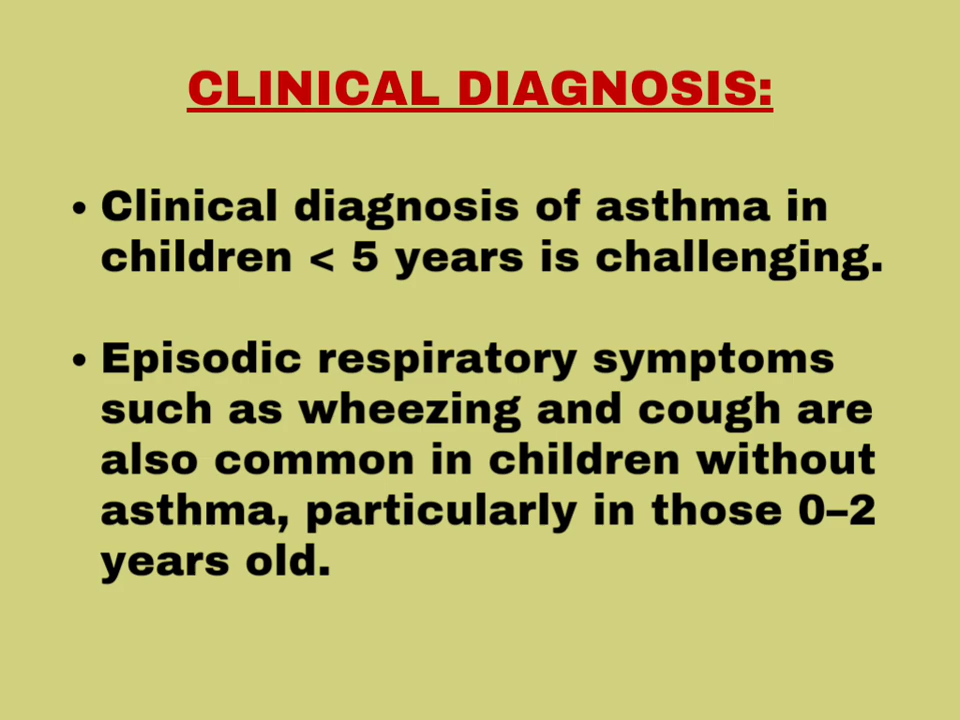 CLINICAL DIAGNOSIS:
• Clinical diagnosis of asthma in
children < 5 years is challenging.
• Episodic respiratory symptoms
such as wheezing and cough are
also common in children without
asthma, particularly in those 0–2
years old.